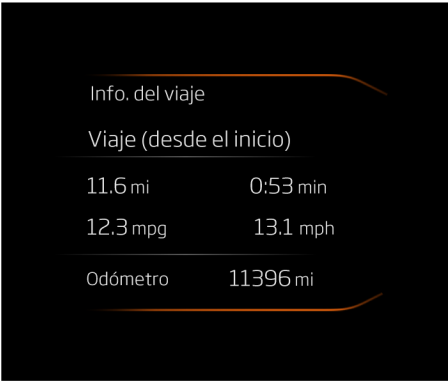 Info. del viaje
Viaje (desde el inicio)
11.6 mi 0:53 min
12.3 mpg 13.1 mph
Odómetro 11396 mi